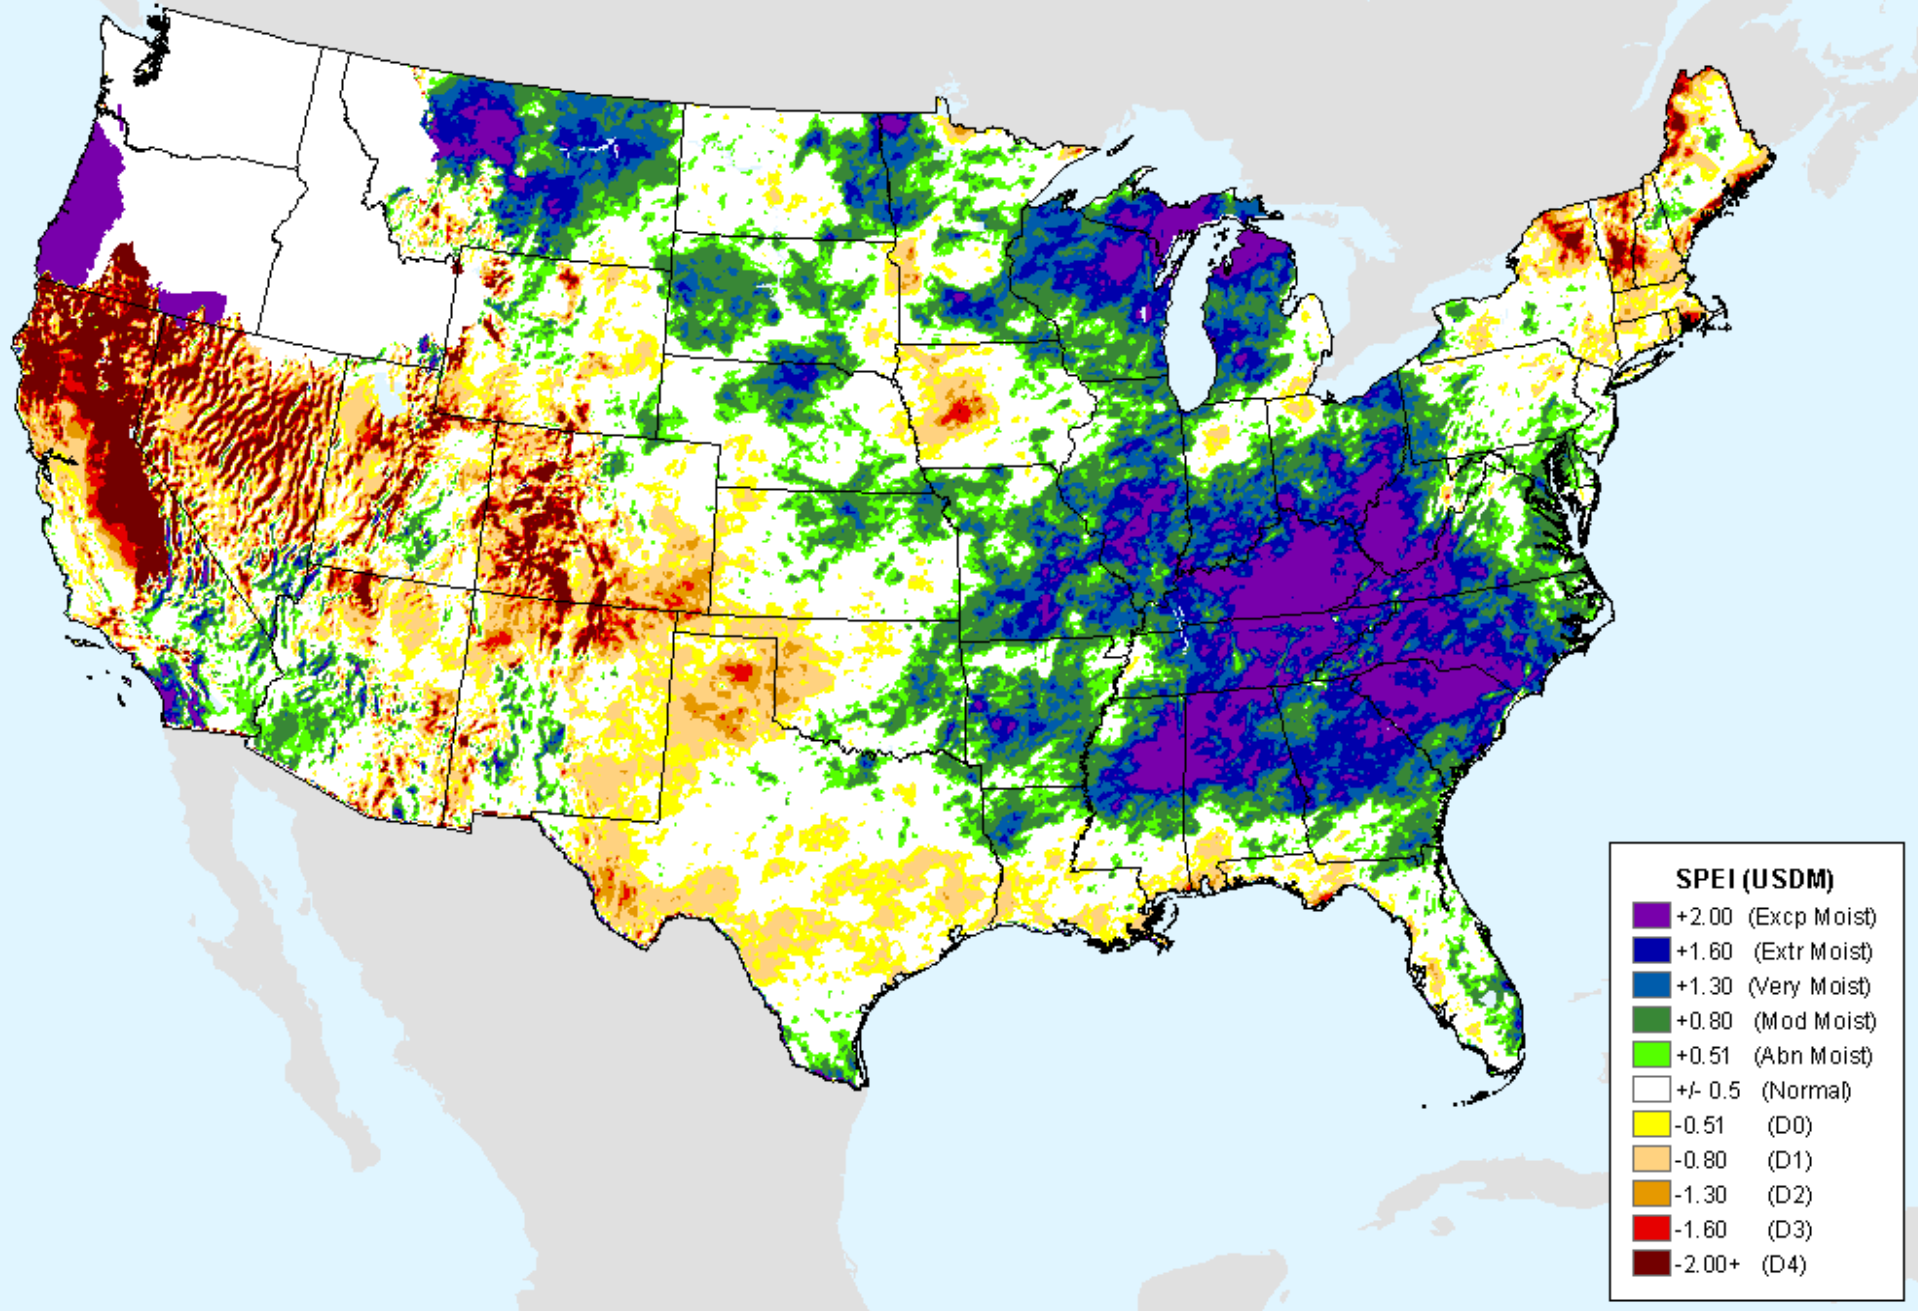 SPEI (USDM)
+2.00 (Excp Moist)
+1.60 (Extr Moist)
+1.30 (Very Moist)
+0.80 (Mod Moist)
+0.51 (Abn Moist)
+/- 0.5 (Normal)
-0.51 (D0)
-0.80 (D1)
-1.30 (D2)
-1.60 (D3)
-2.00+ (D4)